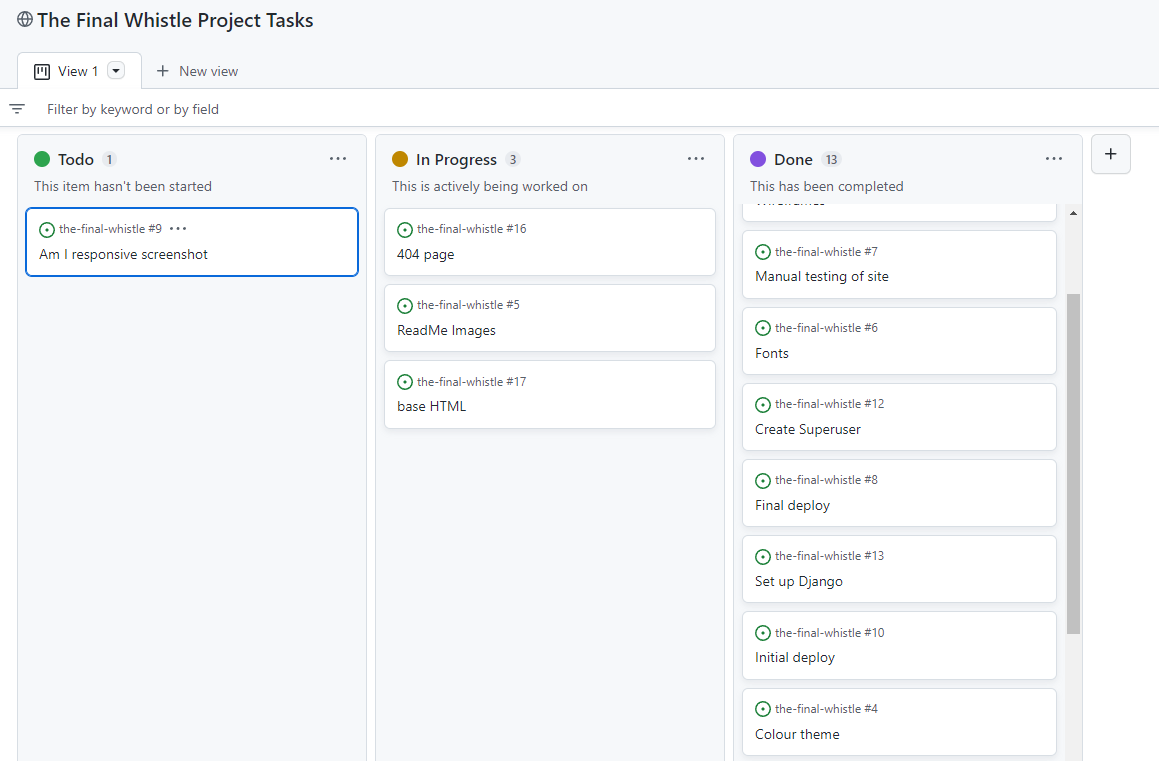 The Final Whistle Project Tasks
View 1
New view
Filter by keyword or by field
Todo 1
This item hasn't been started
the-final-whistle #9
Am I responsive screenshot
In Progress 3
This is actively being worked on
the-final-whistle #16
404 page
the-final-whistle #5
ReadMe Images
the-final-whistle #17
base HTML
Done 13
This has been completed
Wireframes
the-final-whistle #7
Manual testing of site
the-final-whistle #6
Fonts
the-final-whistle #12
Create Superuser
the-final-whistle #8
Final deploy
the-final-whistle #13
Set up Django
the-final-whistle #10
Initial deploy
the-final-whistle #4
Colour theme